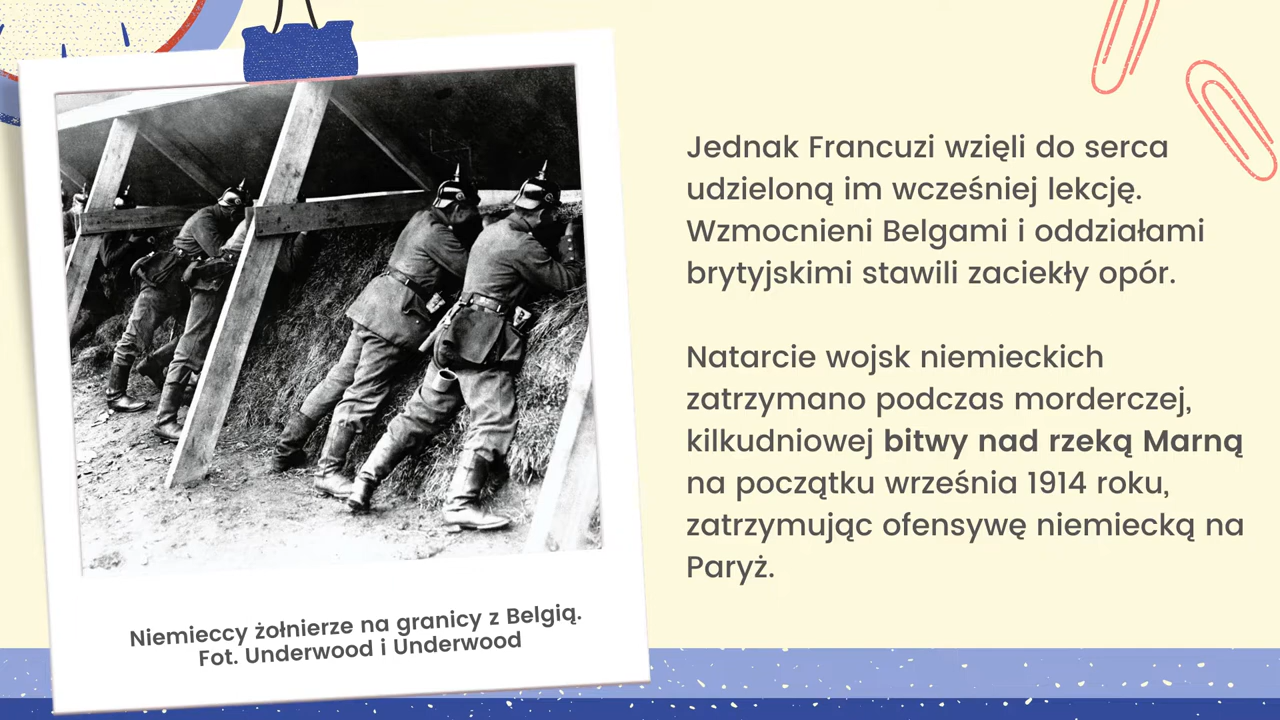 Jednak Francuzi wzięli do serca
udzieloną im wcześniej lekcję.
Wzmocnieni Belgami i oddziałami
brytyjskimi stawili zaciekły opór.
Natarcie wojsk niemieckich
zatrzymano podczas morderczej,
kilkudniowej bitwy nad rzeką Marną
na początku września 1914 roku,
zatrzymując ofensywę niemiecką na
Paryż.
Niemieccy żołnierze na granicy z Belgią.
Fot. Underwood i Underwood